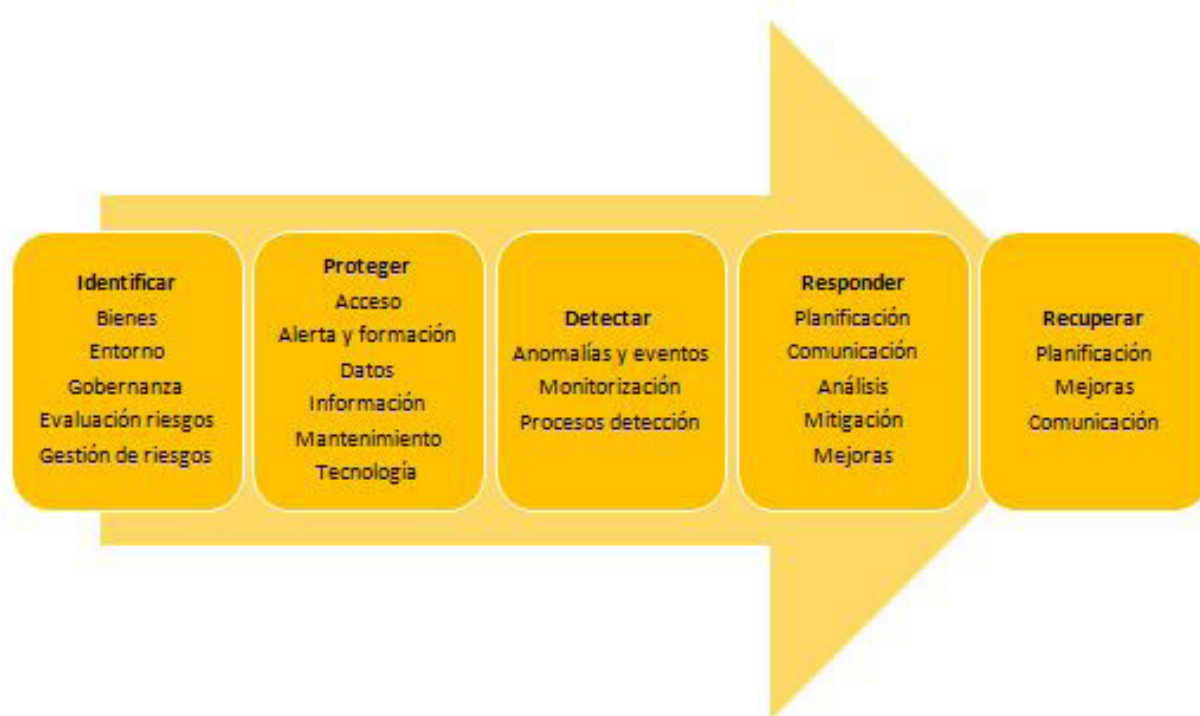 Identificar
Bienes
Entorno
Gobernanza
Evaluación riesgos
Gestión de riesgos
Proteger
Acceso
Alerta y formación
Datos
Información
Mantenimiento
Tecnología
Detectar
Anomalías y eventos
Monitorización
Procesos detección
Responder
Planificación
Comunicación
Análisis
Mitigación
Mejoras
Recuperar
Planificación
Mejoras
Comunicación